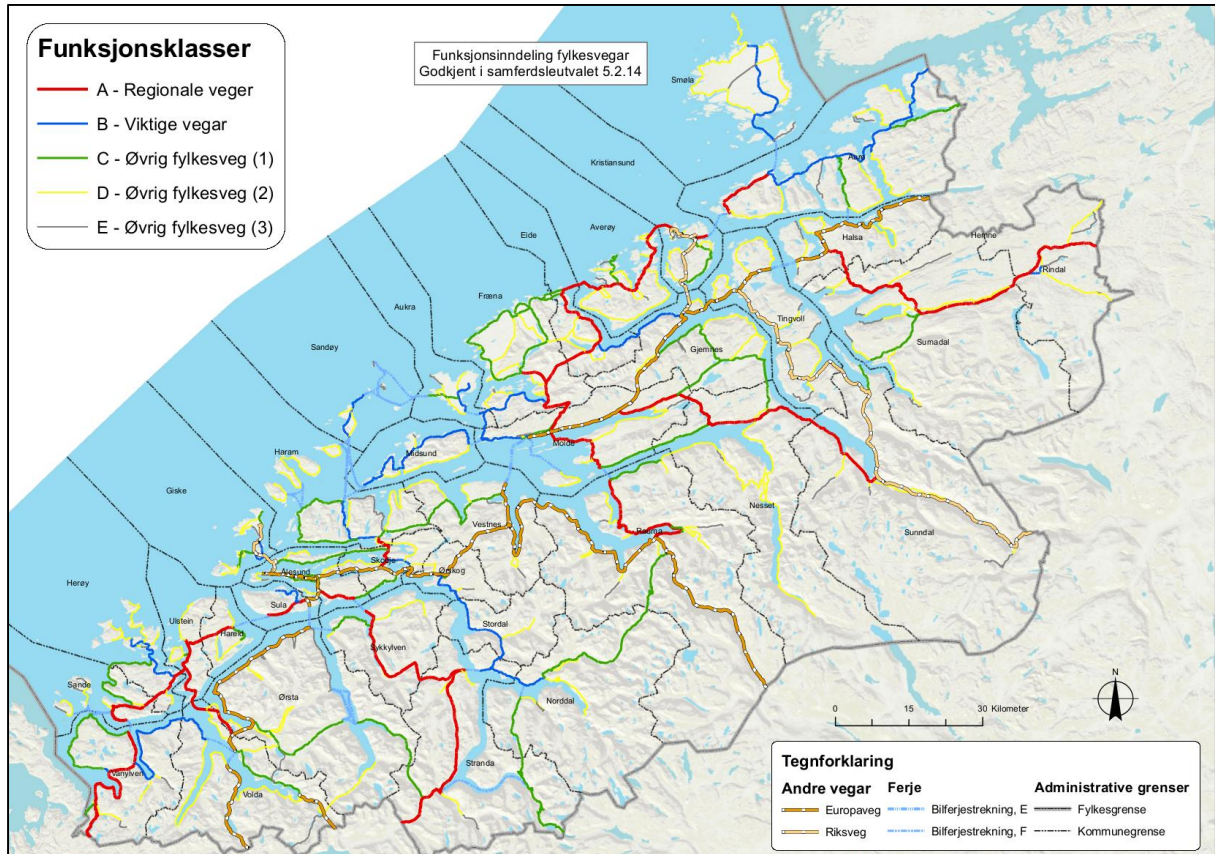 Funksjonsklasser
A - Regionale veger
B - Viktige vegar
C - Øvrig fylkesveg (1)
D - Øvrig fylkesveg (2)
E - Øvrig fylkesveg (3)
Funksjonsinndeling fylkesvegar
Godkjent i samferdsleutvalet 5.2.14
Smøla
Kristiansund
Aure
Averøy
Eide
Halsa
Hemne
Rindal
Fræna
Aukra
Tingvoll
Sandøy
Gjemnes
Surnadal
Midsund
Molde
Haram
Giske
Nesset
Vestnes
Rauma
Sunndal
Herøy
Ålesund
Skodje
Ørskog
Sula
Ulstein
Stordal
Hareid
Sykkylven
Sande
Ørsta
Norddal
Vanylven
Stranda
Volda
N
0 15 30 Kilometer
Tegnforklaring
Andre vegar
Europaveg
Riksveg
Ferje
Bilferjestrekning, E
Bilferjestrekning, F
Administrative grenser
Fylkesgrense
Kommunegrense